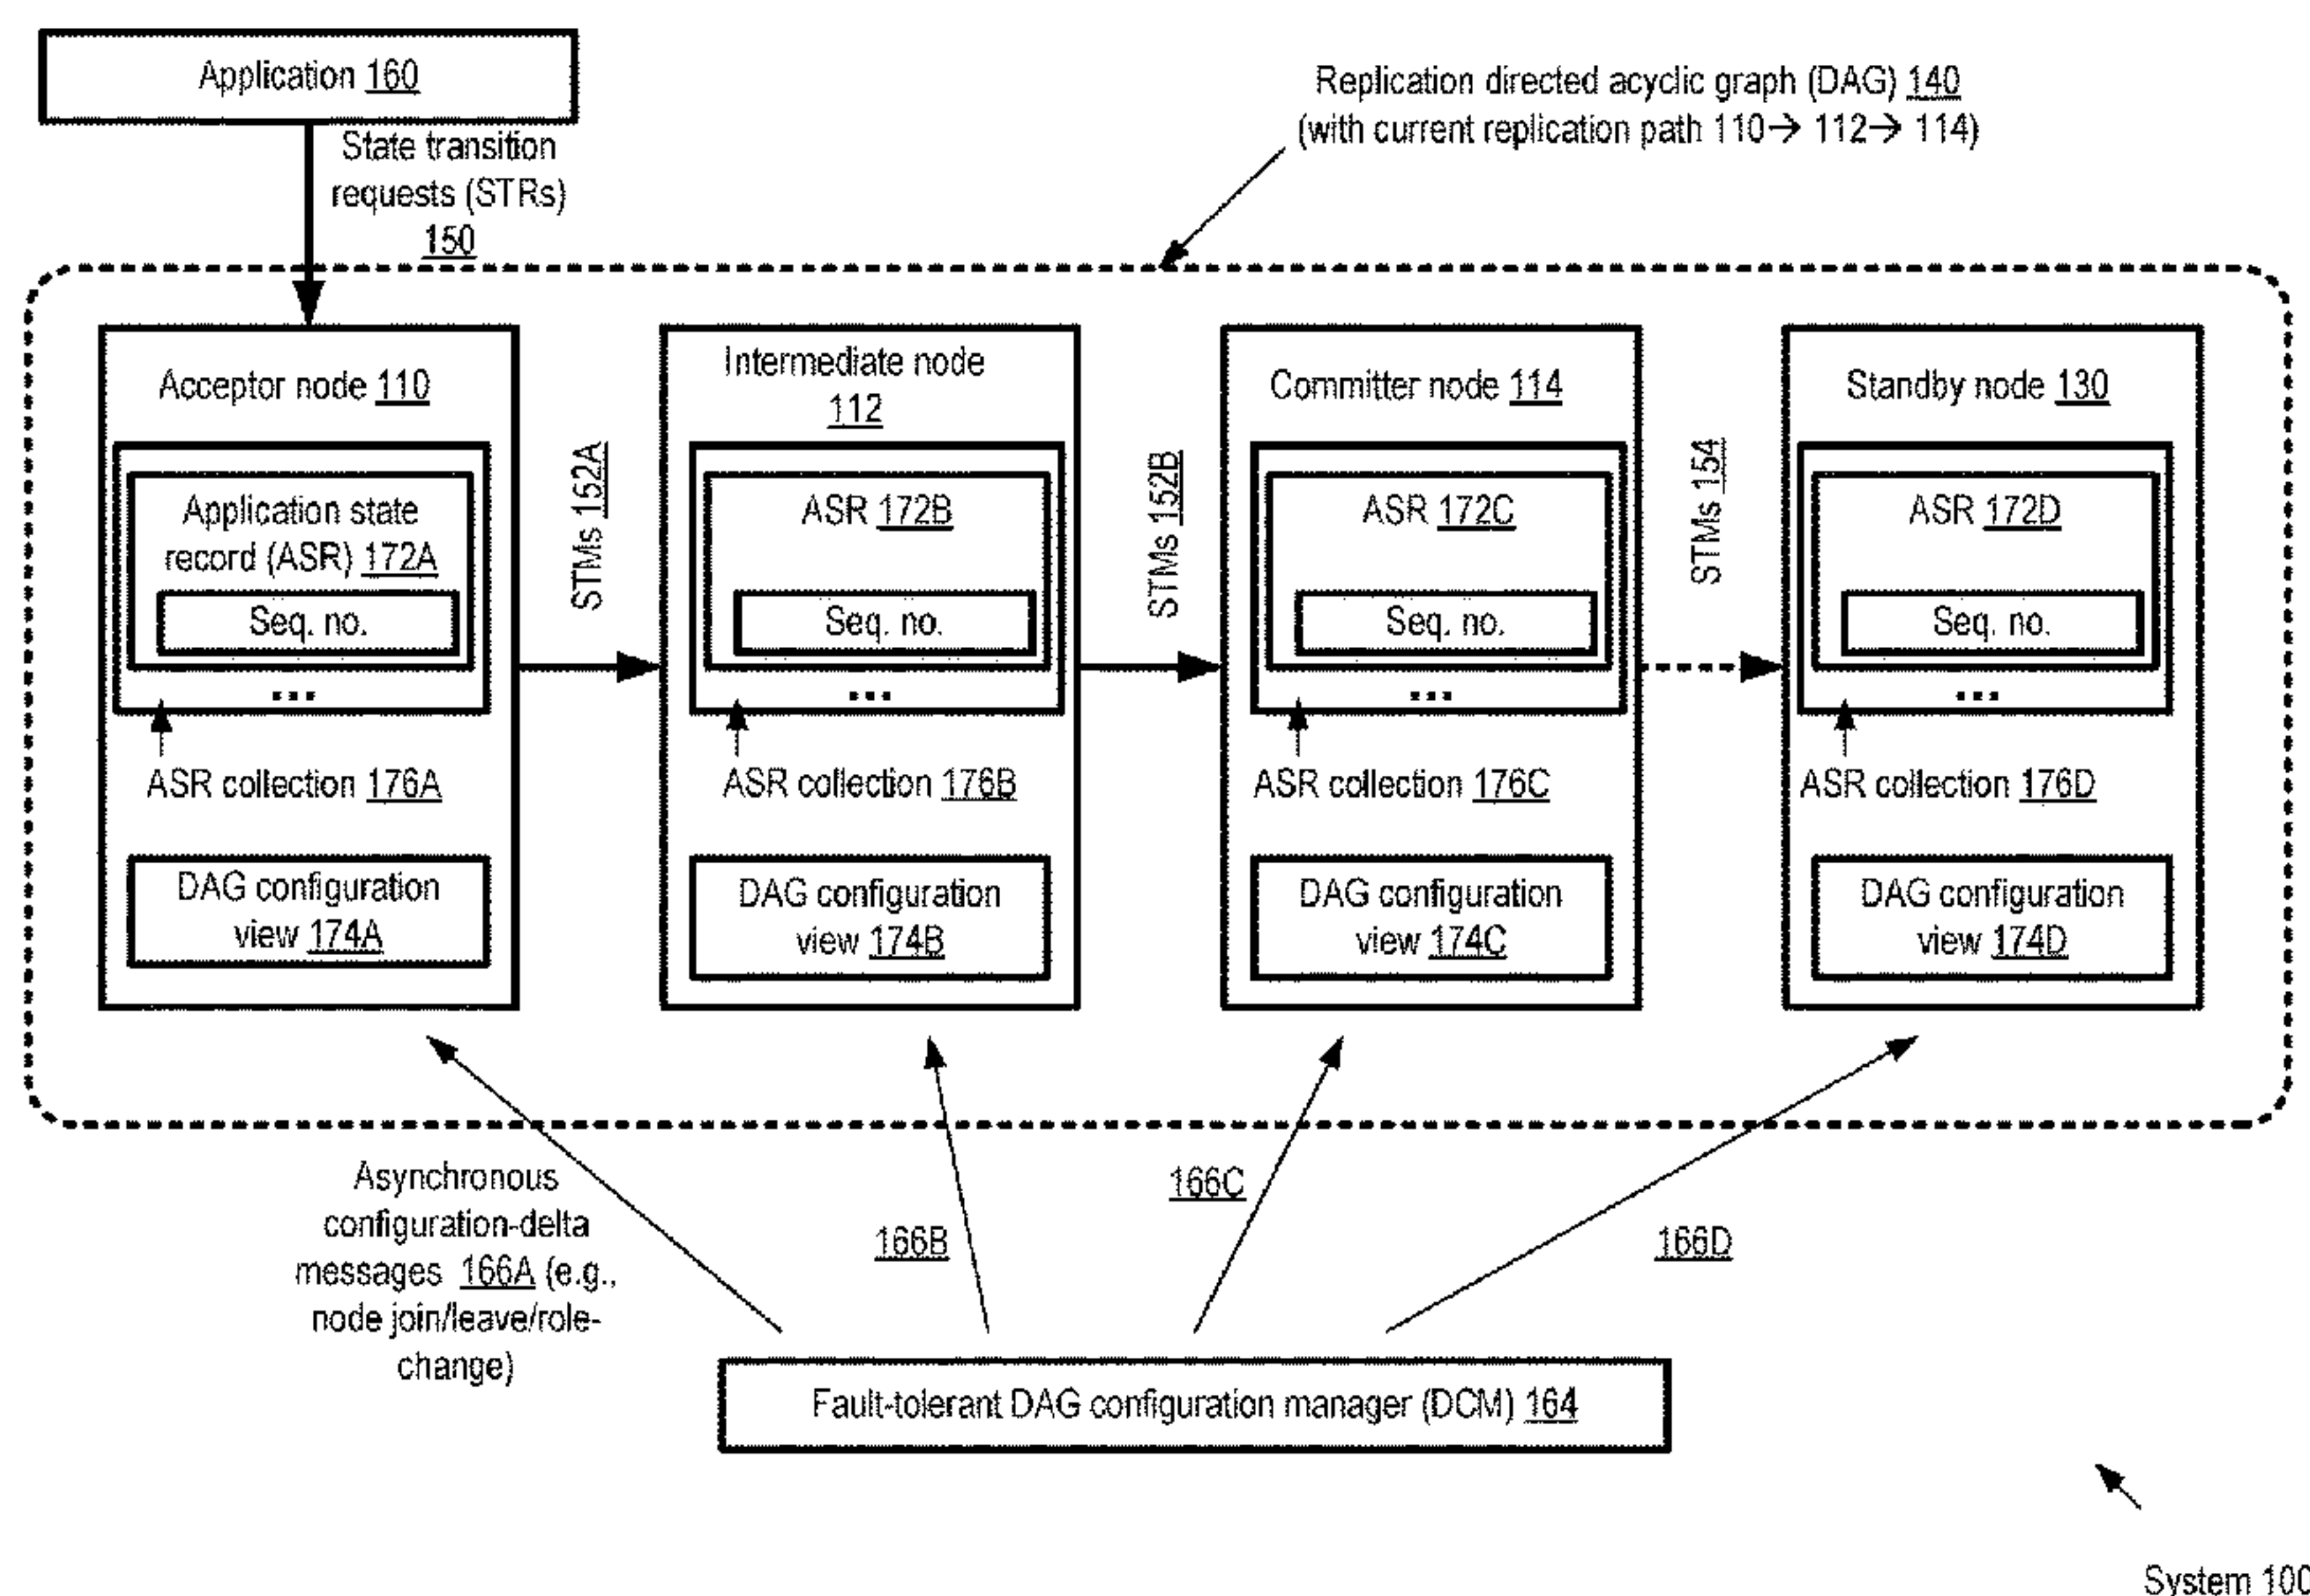 Application 160
State transition
requests (STRs)
150
Replication directed acyclic graph (DAG) 140
(with current replication path 110→ 112→ 114)
Acceptor node 110
Application state
record (ASR) 172A
Seq. no.
...
ASR collection 176A
DAG configuration
view 174A
STMs 152A
Intermediate node
112
ASR 172B
Seq. no.
...
ASR collection 176B
DAG configuration
view 174B
STMs 152B
Committer node 114
ASR 172C
Seq. no.
...
ASR collection 176C
DAG configuration
view 174C
STMs 154
Standby node 130
ASR 172D
Seq. no.
...
ASR collection 176D
DAG configuration
view 174D
Asynchronous
configuration-delta
messages 166A (e.g.,
node join/leave/role-
change)
166B
166C
166D
Fault-tolerant DAG configuration manager (DCM) 164
System 100